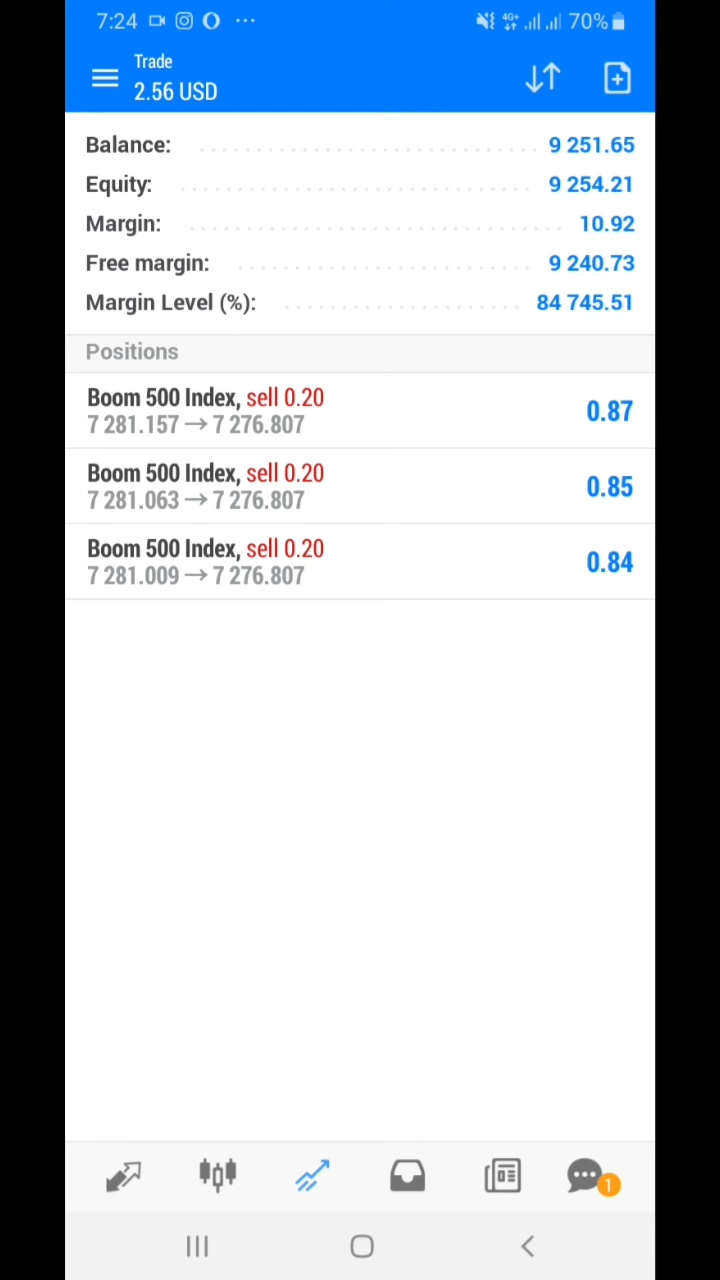 7:24 ... 4G+ 70%
Trade
2.56 USD
Balance: 9 251.65
Equity: 9 254.21
Margin: 10.92
Free margin: 9 240.73
Margin Level (%): 84 745.51
Positions
Boom 500 Index, sell 0.20
7 281.157 → 7 276.807 0.87
Boom 500 Index, sell 0.20
7 281.063 → 7 276.807 0.85
Boom 500 Index, sell 0.20
7 281.009 → 7 276.807 0.84
1